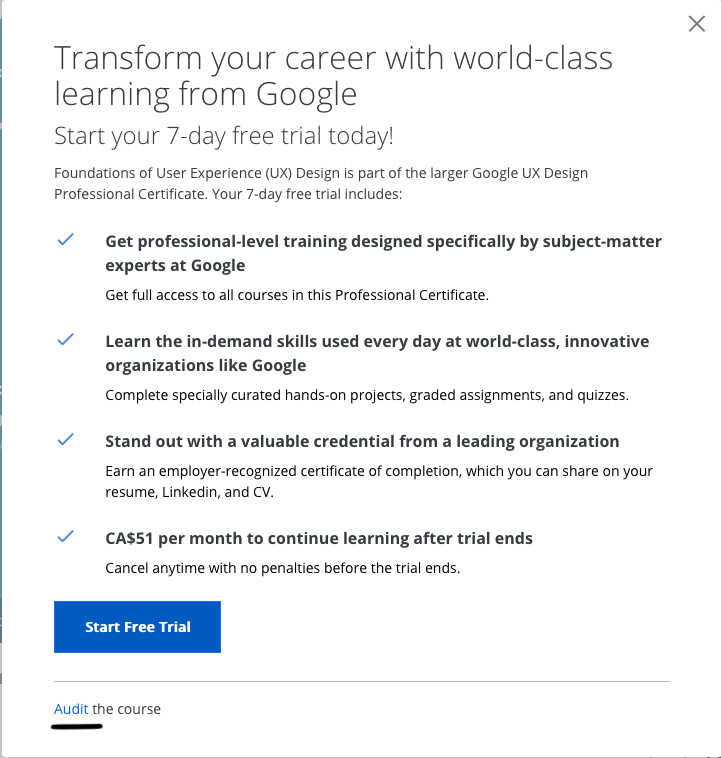 Transform your career with world-class
learning from Google
Start your 7-day free trial today!
Foundations of User Experience (UX) Design is part of the larger Google UX Design
Professional Certificate. Your 7-day free trial includes:
Get professional-level training designed specifically by subject-matter
experts at Google
Get full access to all courses in this Professional Certificate.
Learn the in-demand skills used every day at world-class, innovative
organizations like Google
Complete specially curated hands-on projects, graded assignments, and quizzes.
Stand out with a valuable credential from a leading organization
Earn an employer-recognized certificate of completion, which you can share on your
resume, Linkedin, and CV.
CA$51 per month to continue learning after trial ends
Cancel anytime with no penalties before the trial ends.
Start Free Trial
Audit the course